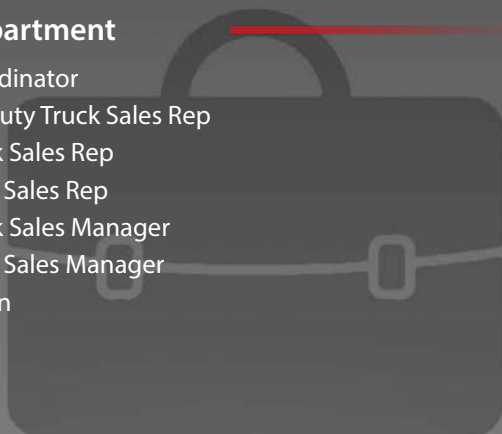 partment
dinator
uty Truck Sales Rep
k Sales Rep
Sales Rep
k Sales Manager
Sales Manager
n